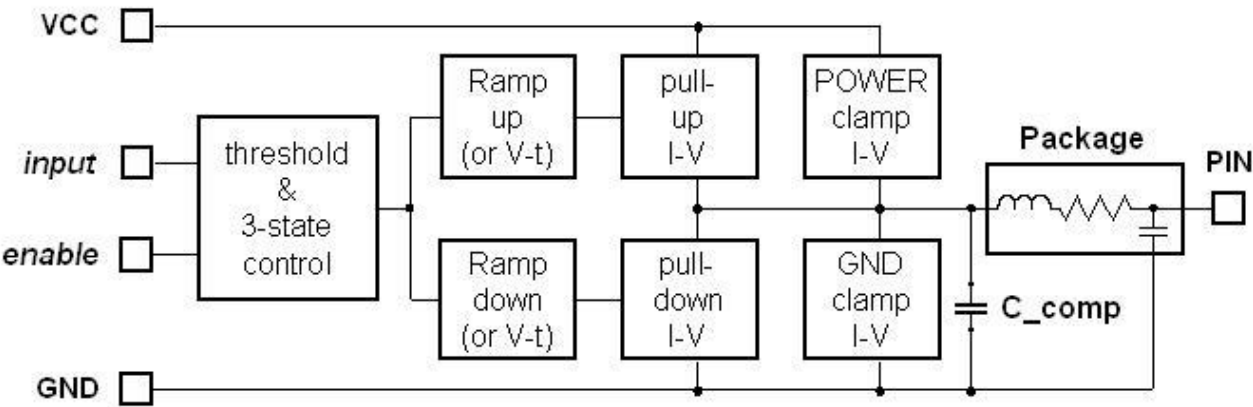 VCC
input
enable
GND
threshold
&
3-state
control
Ramp
up
(or V-t)
Ramp
down
(or V-t)
pull-
up
I-V
pull-
down
I-V
POWER
clamp
I-V
GND
clamp
I-V
C_comp
Package
PIN